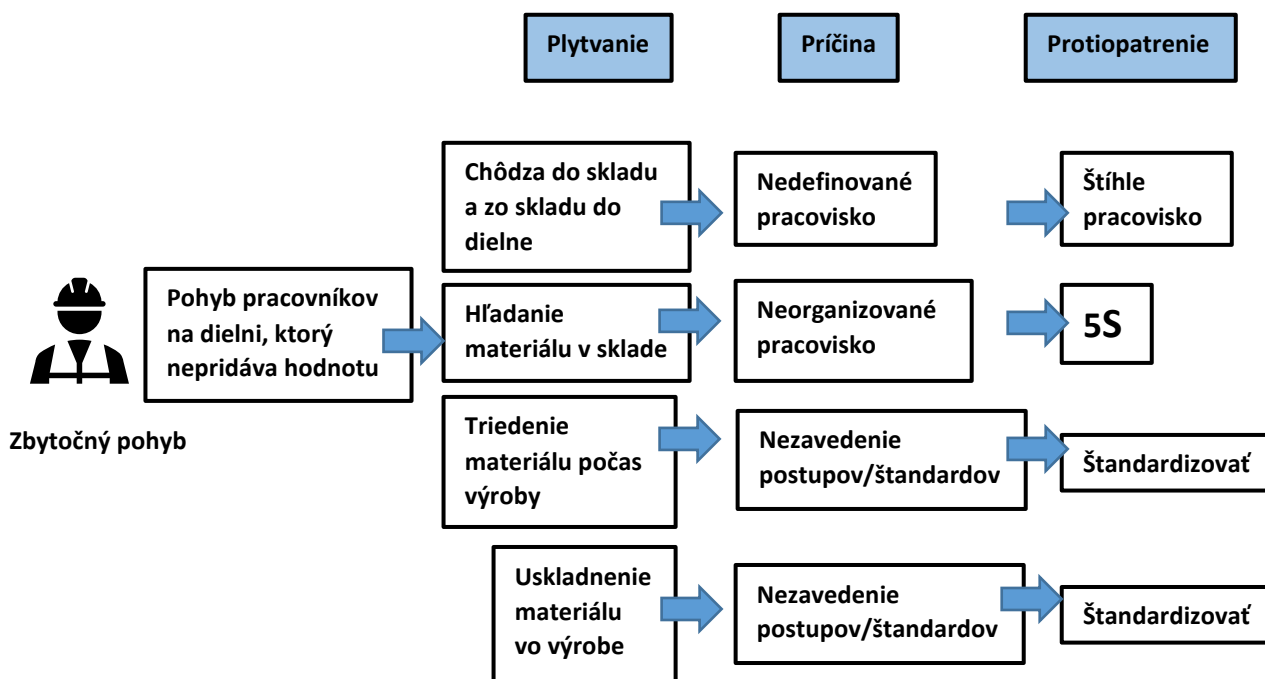 Plytvanie
Príčina
Protiopatrenie
Chôdza do skladu
a zo skladu do
dielne
Nedefinované
pracovisko
Štíhle
pracovisko
Pohyb pracovníkov
na dielni, ktorý
nepridáva hodnotu
Zbytočný pohyb
Hľadanie
materiálu v sklade
Neorganizované
pracovisko
5S
Triedenie
materiálu počas
výroby
Nezavedenie
postupov/štandardov
Štandardizovať
Uskladnenie
materiálu
vo výrobe
Nezavedenie
postupov/štandardov
Štandardizovať